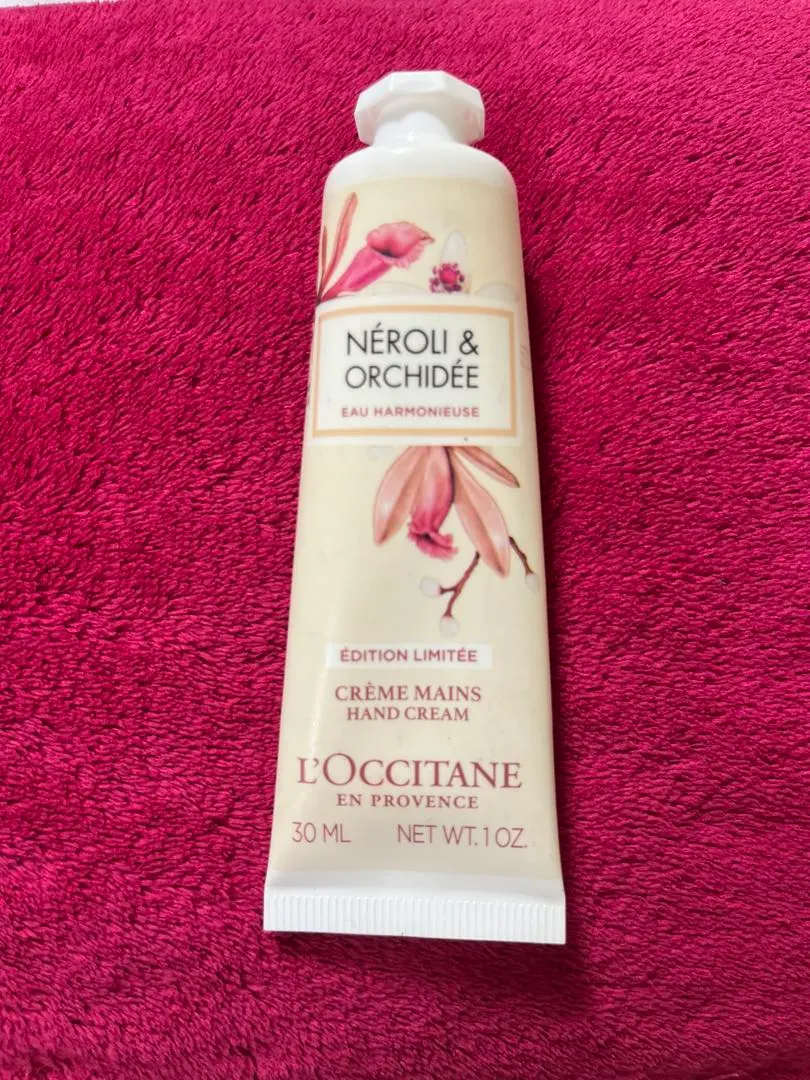 NÉROLI &
ORCHIDÉE
EAU HARMONIEUSE
ÉDITION LIMITÉE
CRÈME MAINS
HAND CREAM
L'OCCITANE
EN PROVENCE
30 ML NET WT. 1 OZ.